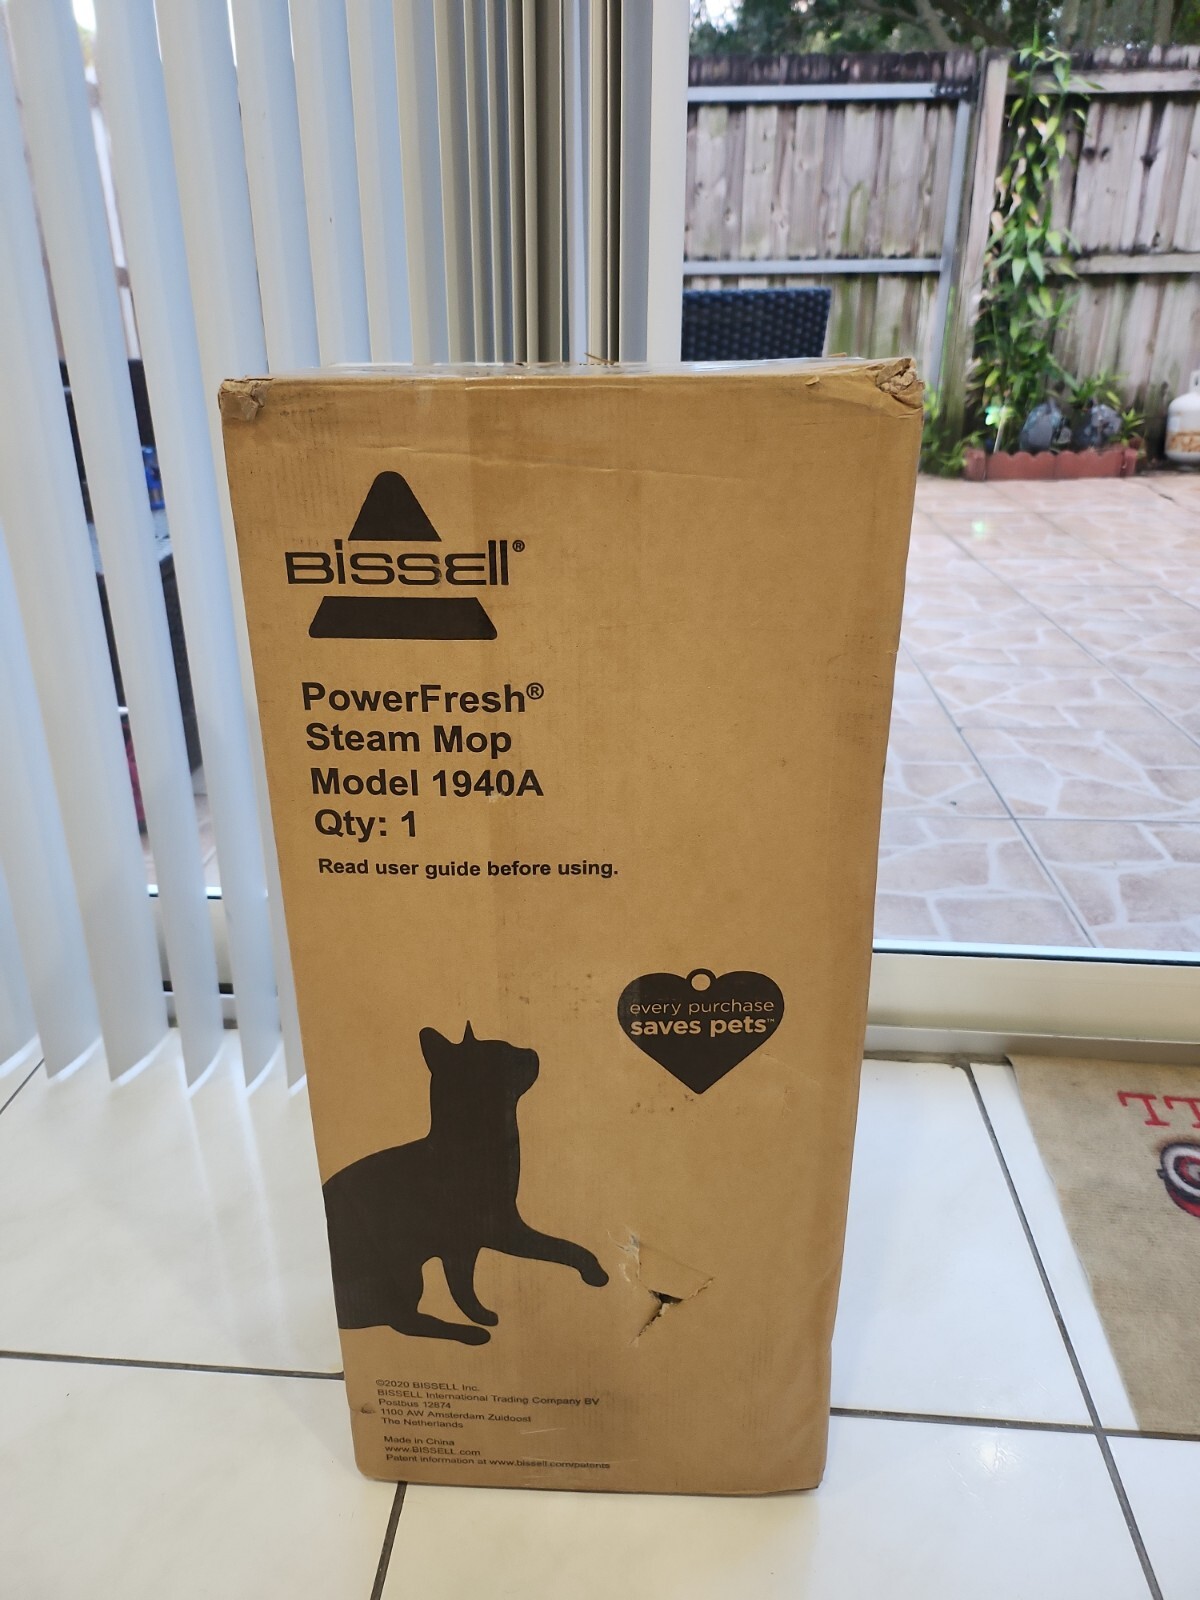 BISSELL®
PowerFresh®
Steam Mop
Model 1940A
Qty: 1
Read user guide before using.
every purchase
saves pets™
©2020 BISSELL Inc.
BISSELL International Trading Company BV
Postbus 12874
1100 AW Amsterdam Zuidoost
The Netherlands
Made in China
www.BISSELL.com
Patent information at www.bissell.com/patents